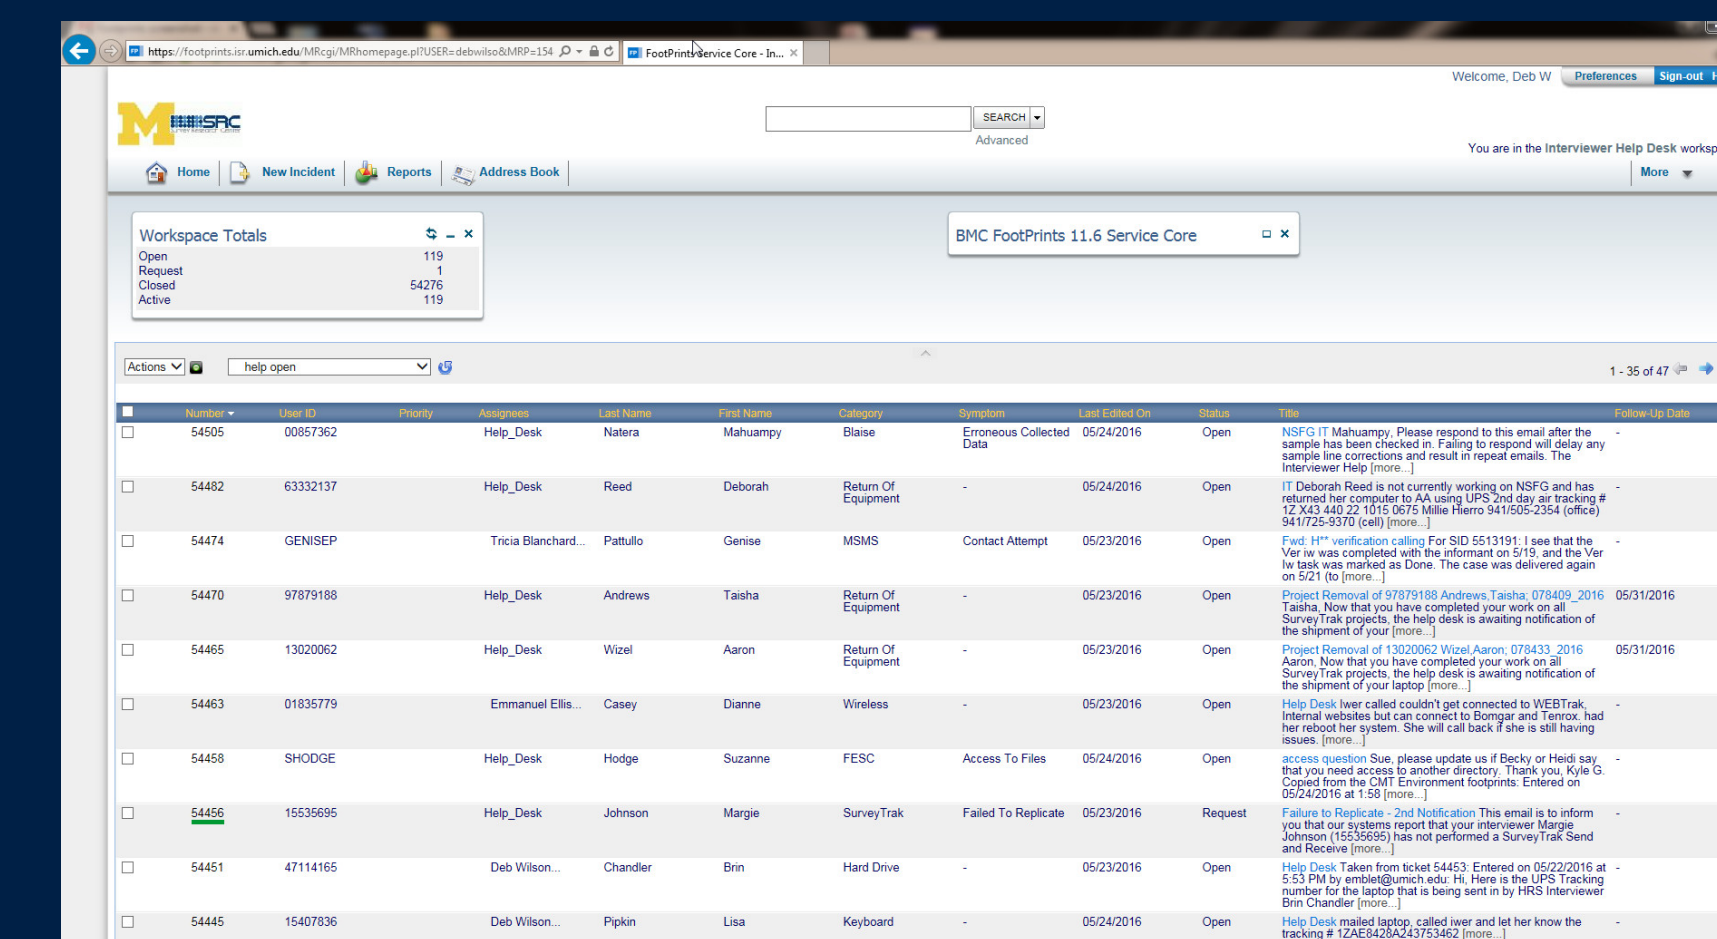 https://footprints.isr.umich.edu/MRcgi/MRhomepage.pl?USER=debwilso&MRP=154
FootPrints Service Core - In...
Welcome, Deb W Preferences Sign-out
SRC
SEARCH
Advanced
You are in the Interviewer Help Desk worksp
Home New Incident Reports Address Book More
Workspace Totals
BMC FootPrints 11.6 Service Core
Open 119
Request 1
Closed 54276
Active 119
Actions help open
1 - 35 of 47
Number User ID Priority Assignees Last Name First Name Category Symptom Last Edited On Status Title Follow-Up Date
54505 00857362 Help_Desk Natera Mahuampy Blaise Erroneous Collected 05/24/2016 Open NSFG IT Mahuampy, Please respond to this email after the -
Data sample has been checked in. Failing to respond will delay any
sample line corrections and result in repeat emails. The
Interviewer Help [more...]
54482 63332137 Help_Desk Reed Deborah Return Of - 05/24/2016 Open IT Deborah Reed is not currently working on NSFG and has -
Equipment returned her computer to AA using UPS 2nd day air tracking #
1Z X43 440 22 1015 0675 Millie Hierro 941/505-2354 (office)
941/725-9370 (cell) [more...]
54474 GENISEP Tricia Blanchard... Pattullo Genise MSMS Contact Attempt 05/23/2016 Open Fwd: H** verification calling For SID 5513191: I see that the -
Ver iw was completed with the informant on 5/19, and the Ver
Iw task was marked as Done. The case was delivered again
on 5/21 (to [more...]
54470 97879188 Help_Desk Andrews Taisha Return Of - 05/23/2016 Open Project Removal of 97879188 Andrews,Taisha; 078409_2016 05/31/2016
Equipment Taisha, Now that you have completed your work on all
SurveyTrak projects, the help desk is awaiting notification of
the shipment of your [more...]
54465 13020062 Help_Desk Wizel Aaron Return Of - 05/23/2016 Open Project Removal of 13020062 Wizel,Aaron; 078433_2016 05/31/2016
Equipment Aaron, Now that you have completed your work on all
SurveyTrak projects, the help desk is awaiting notification of
the shipment of your laptop [more...]
54463 01835779 Emmanuel Ellis... Casey Dianne Wireless - 05/23/2016 Open Help Desk Iwer called couldn't get connected to WEBTrak, -
Internal websites but can connect to Bomgar and Tenrox. had
her reboot her system. She will call back if she is still having
issues. [more...]
54458 SHODGE Help_Desk Hodge Suzanne FESC Access To Files 05/24/2016 Open access question Sue, please update us if Becky or Heidi say -
that you need access to another directory. Thank you, Kyle G.
Copied from the CMT Environment footprints: Entered on
05/24/2016 at 1:58 [more...]
54456 15535695 Help_Desk Johnson Margie SurveyTrak Failed To Replicate 05/23/2016 Request Failure to Replicate - 2nd Notification This email is to inform -
you that our systems report that your interviewer Margie
Johnson (15535695) has not performed a SurveyTrak Send
and Receive [more...]
54451 47114165 Deb Wilson... Chandler Brin Hard Drive - 05/23/2016 Open Help Desk Taken from ticket 54453: Entered on 05/22/2016 at -
5:53 PM by emblet@umich.edu: Hi, Here is the UPS Tracking
number for the laptop that is being sent in by HRS Interviewer
Brin Chandler [more...]
54445 15407836 Deb Wilson... Pipkin Lisa Keyboard - 05/24/2016 Open Help Desk mailed laptop, called iwer and let her know the -
tracking # 1ZAE8428A243753462 [more...]